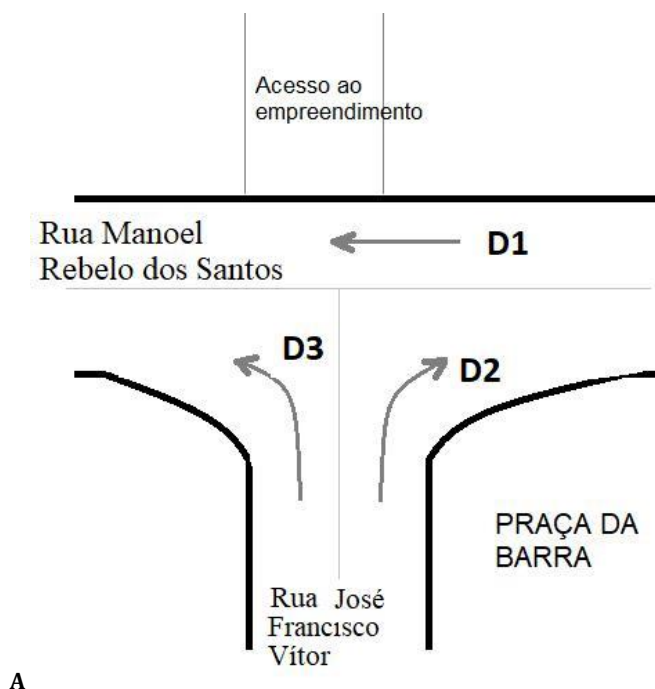 Acesso ao
empreendimento
Rua Manoel
Rebelo dos Santos
D1
D3
D2
PRAÇA DA
BARRA
Rua José
Francisco
Vítor
A